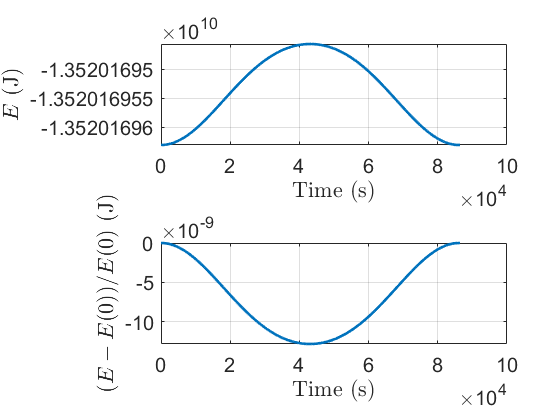 ×10^10
-1.35201695
-1.352016955
-1.35201696
E (J)
0 2 4 6 8 10
Time (s)
×10^4
×10^-9
0
-5
-10
(E − E(0))/E(0) (J)
0 2 4 6 8 10
Time (s)
×10^4